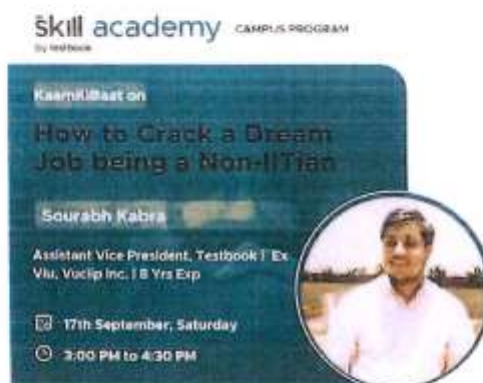 Skill academy CAMPUS PROGRAM
by testbook
KaamKiBaat on
How to Crack a Dream
Job being a Non-IITian
Sourabh Kabra
Assistant Vice President, Testbook | Ex
Viu, Vuclip Inc. | 8 Yrs Exp
17th September, Saturday
3:00 PM to 4:30 PM